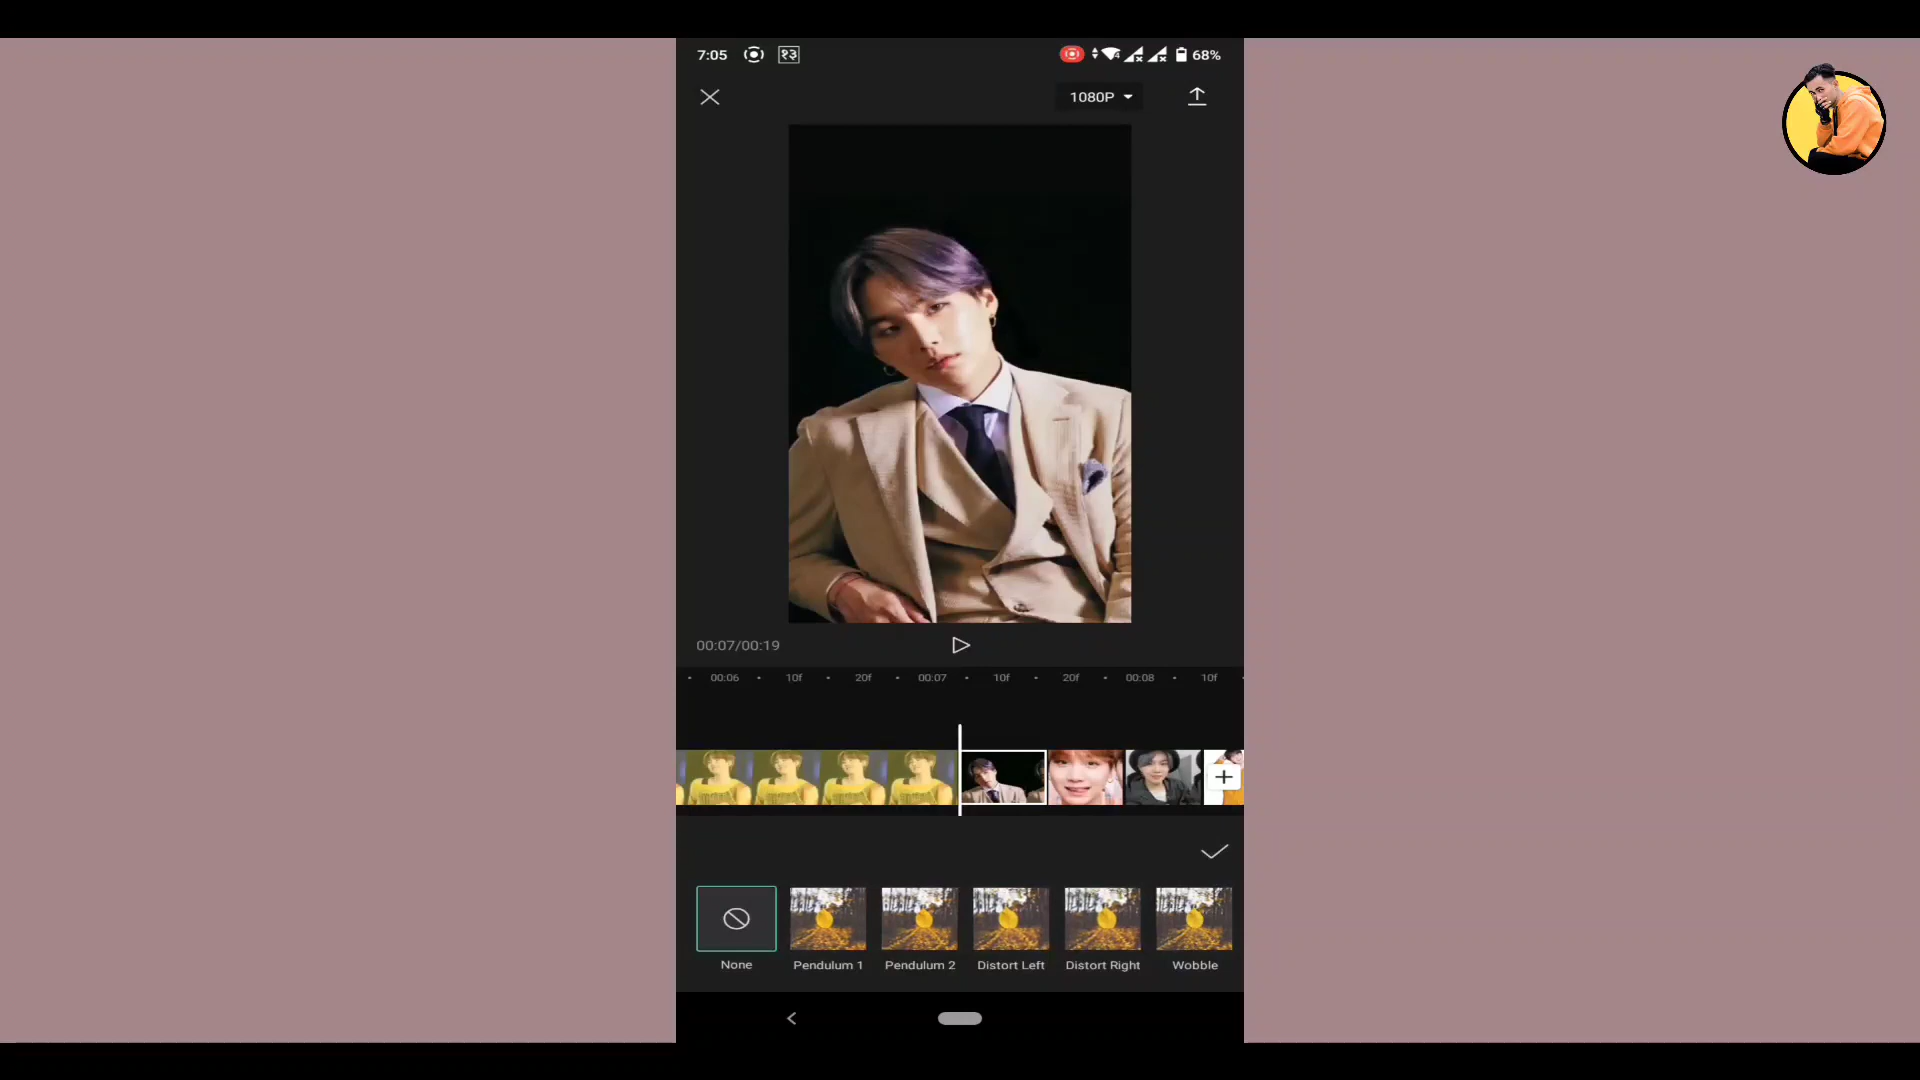 7:05 १३ 68%
1080P
00:07/00:19
00:06 10f 20f 00:07 10f 20f 00:08 10f
None Pendulum 1 Pendulum 2 Distort Left Distort Right Wobble